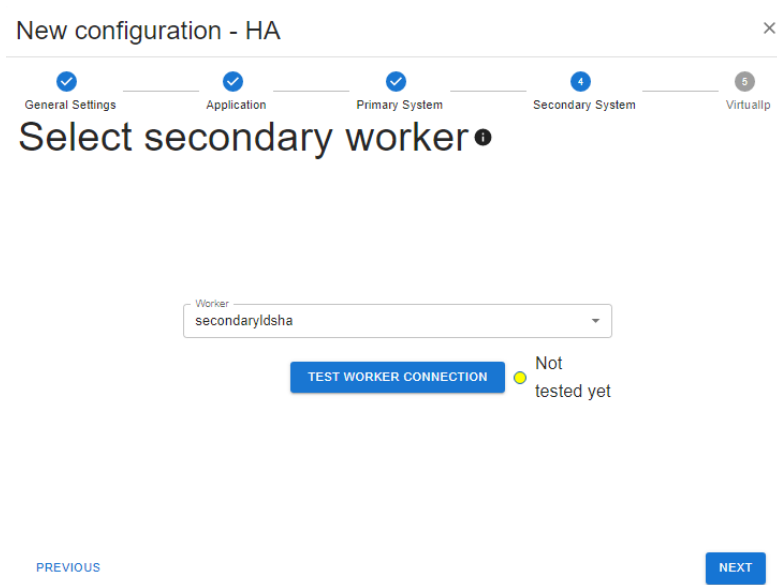 New configuration - HA
General Settings
Application
Primary System
4
Secondary System
5
VirtualIp
Select secondary worker
Worker
secondaryldsha
TEST WORKER CONNECTION
Not
tested yet
PREVIOUS
NEXT